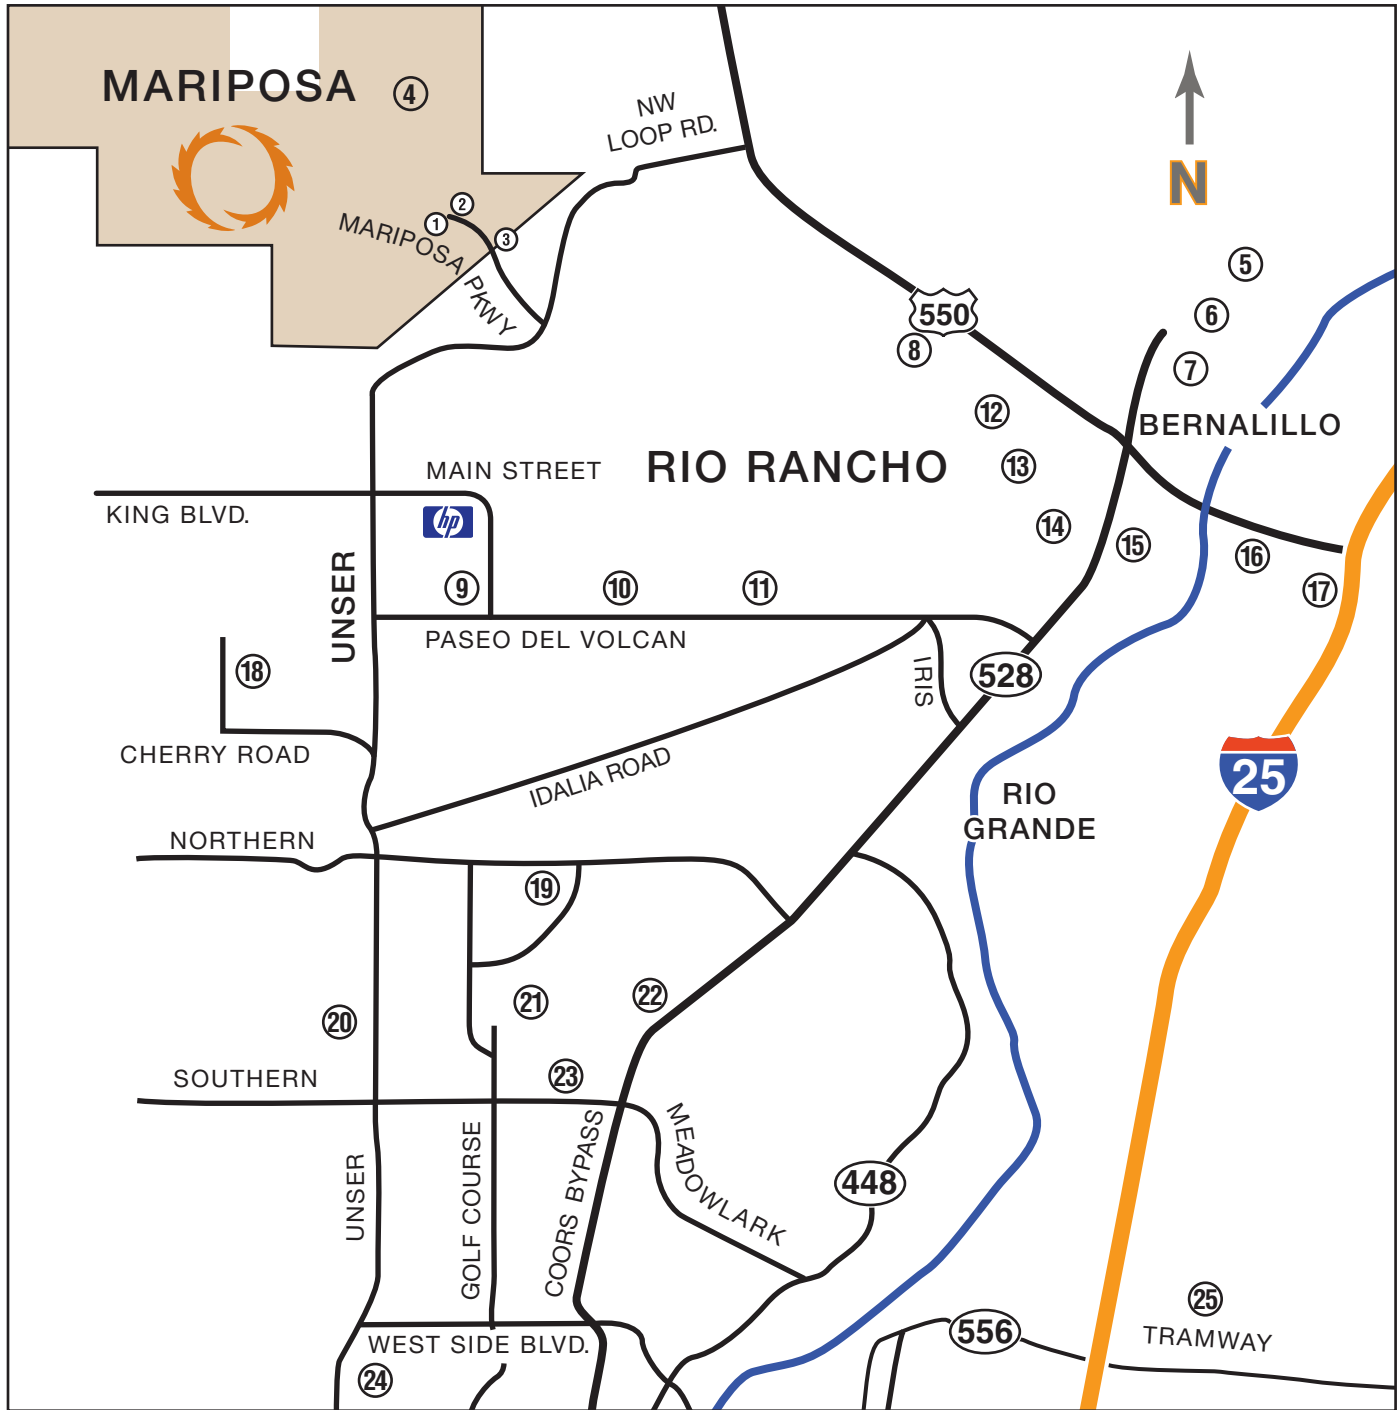 MARIPOSA
4
NW
LOOP RD.
N
1
2
3
MARIPOSA PKWY
5
6
7
550
8
12
13
14
15
16
17
BERNALILLO
RIO RANCHO
MAIN STREET
KING BLVD.
hp
UNSER
9
10
11
PASEO DEL VOLCAN
18
IRIS
528
CHERRY ROAD
IDALIA ROAD
25
RIO
GRANDE
NORTHERN
19
20
21
22
SOUTHERN
23
UNSER
GOLF COURSE
COORS BYPASS
MEADOWLARK
448
WEST SIDE BLVD.
24
556
25
TRAMWAY